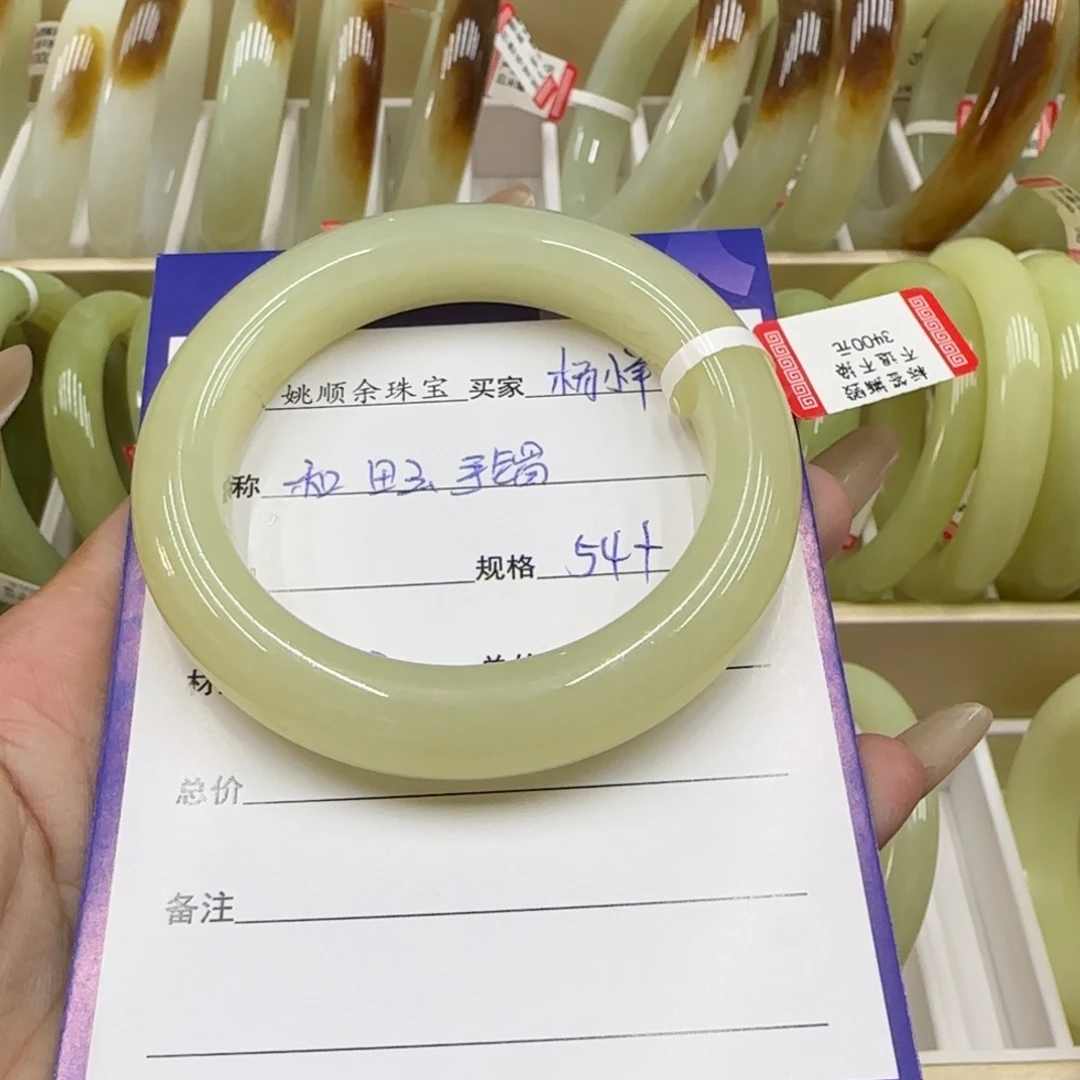 姚顺余珠宝 买家 杨洋
称 和田玉手镯
规格 54+
总价
备注
标签撕毁
不退不换
3400元